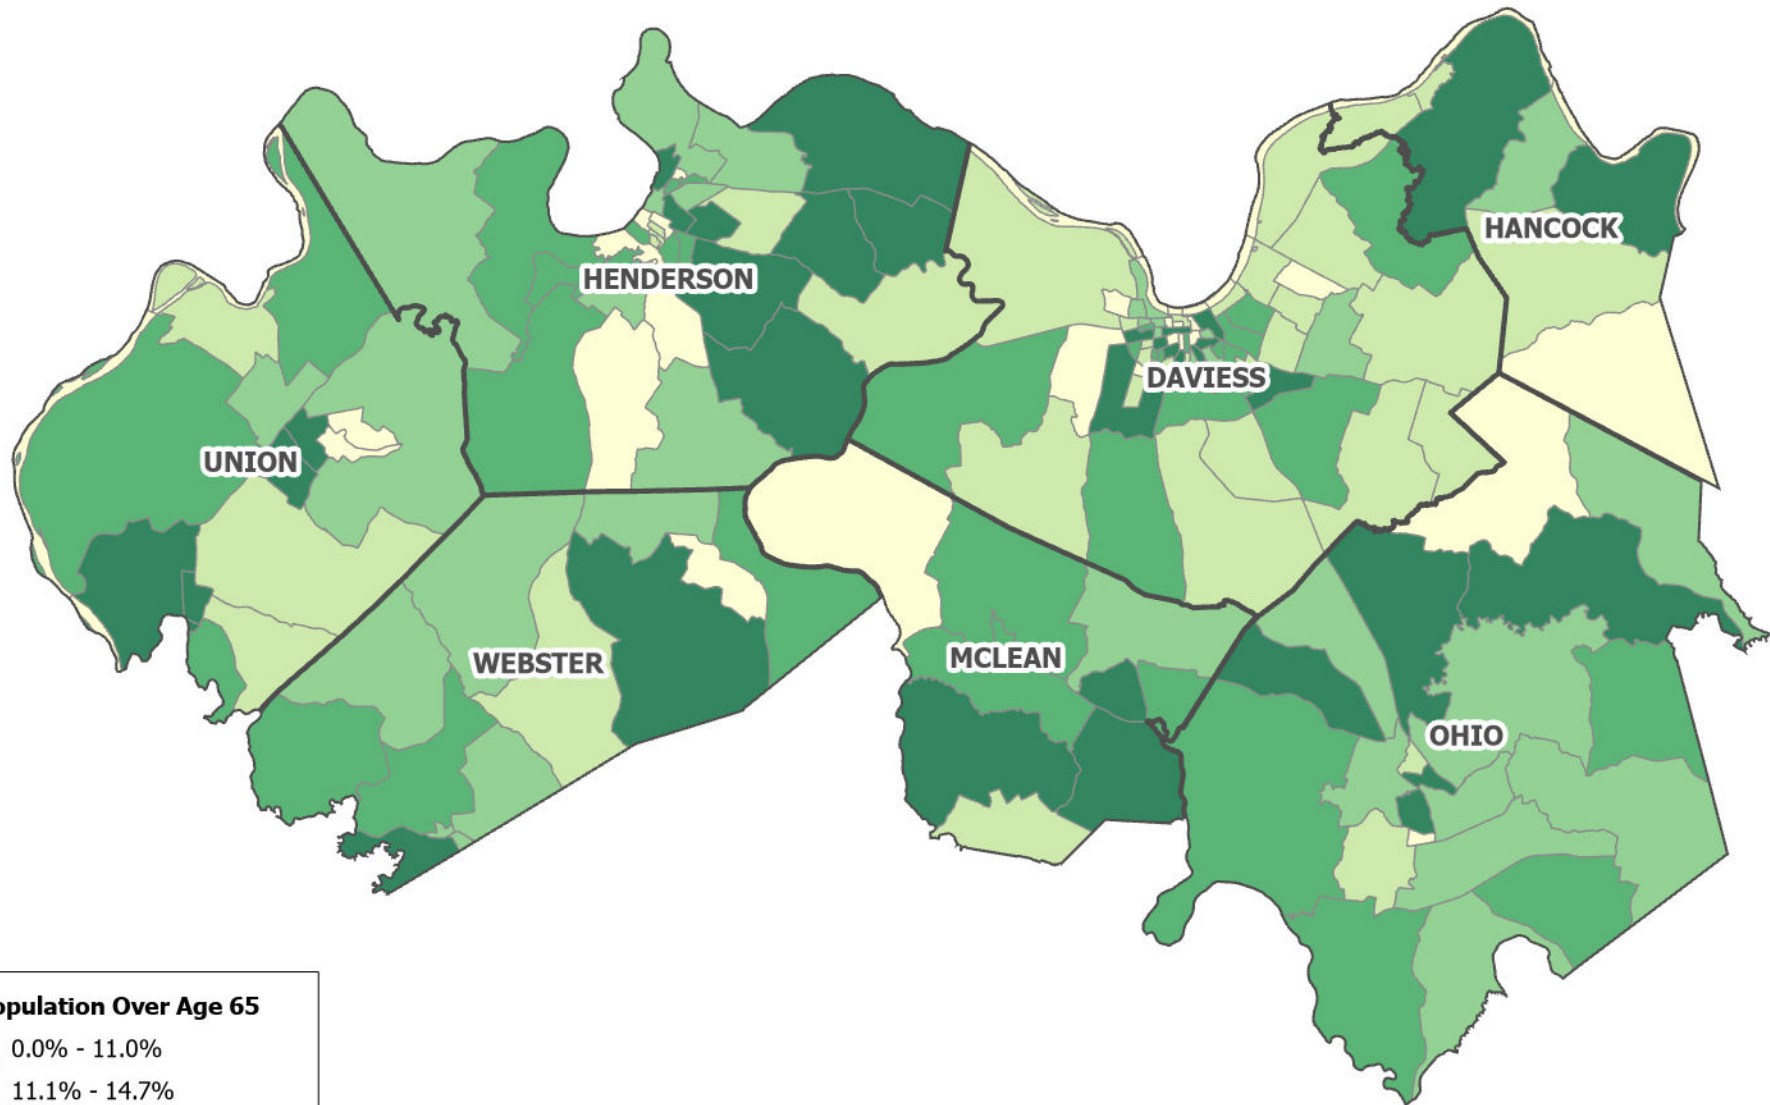 HANCOCK
HENDERSON
DAVIESS
UNION
WEBSTER
MCLEAN
OHIO
opulation Over Age 65
0.0% - 11.0%
11.1% - 14.7%